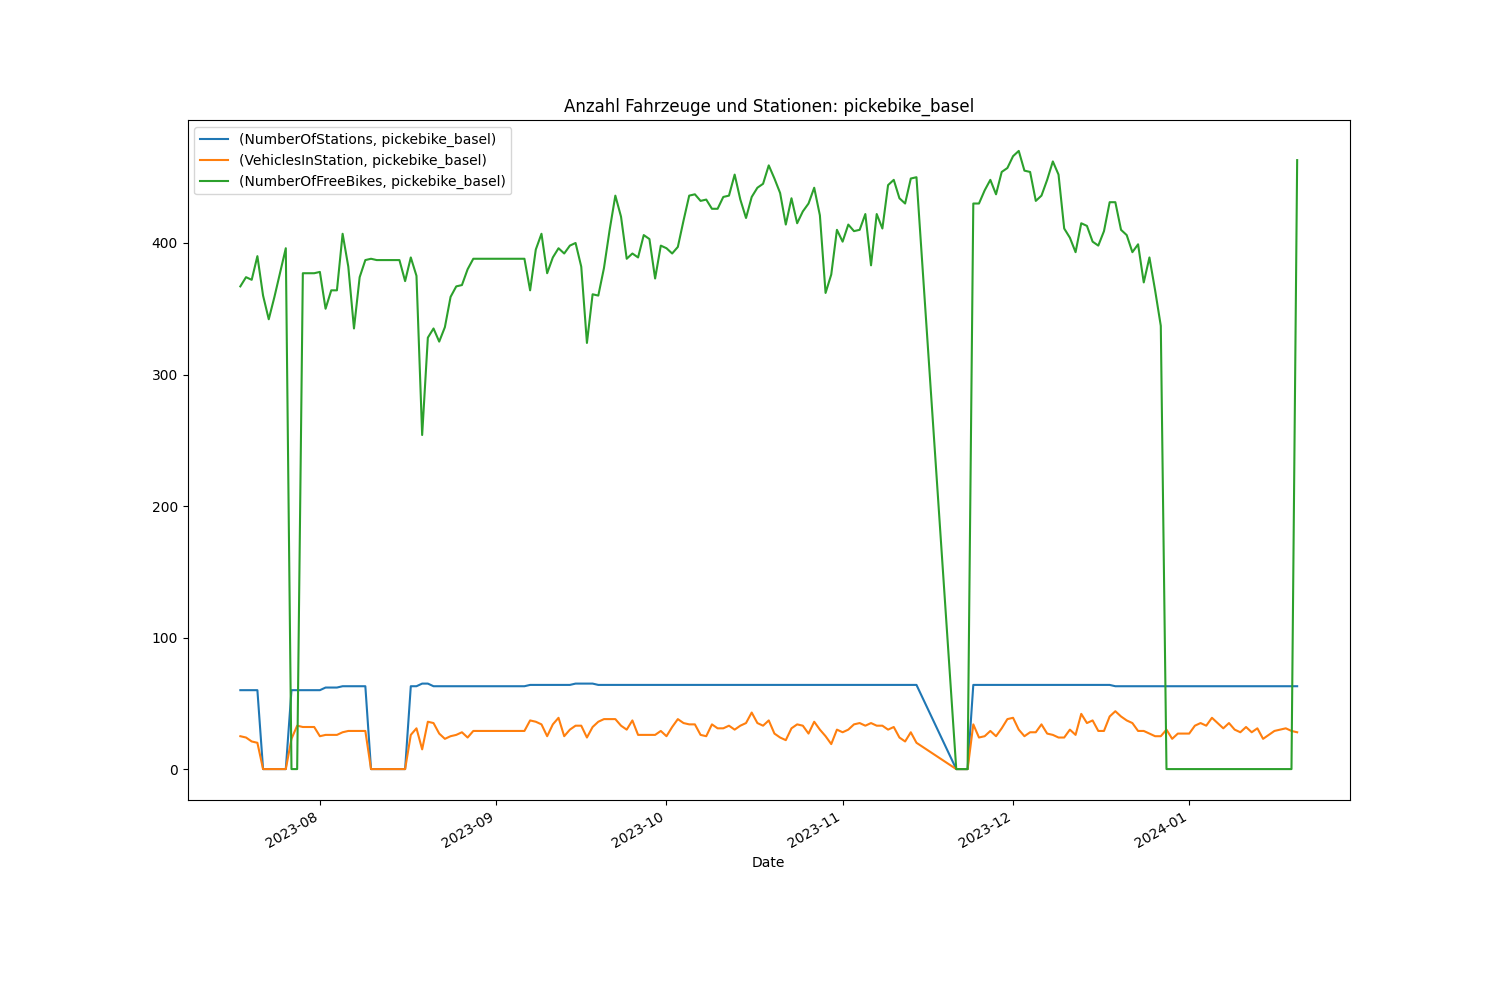 Anzahl Fahrzeuge und Stationen: pickebike_basel
(NumberOfStations, pickebike_basel)
(VehiclesInStation, pickebike_basel)
(NumberOfFreeBikes, pickebike_basel)
400
300
200
100
0
2023-08
2023-09
2023-10
2023-11
2023-12
2024-01
Date